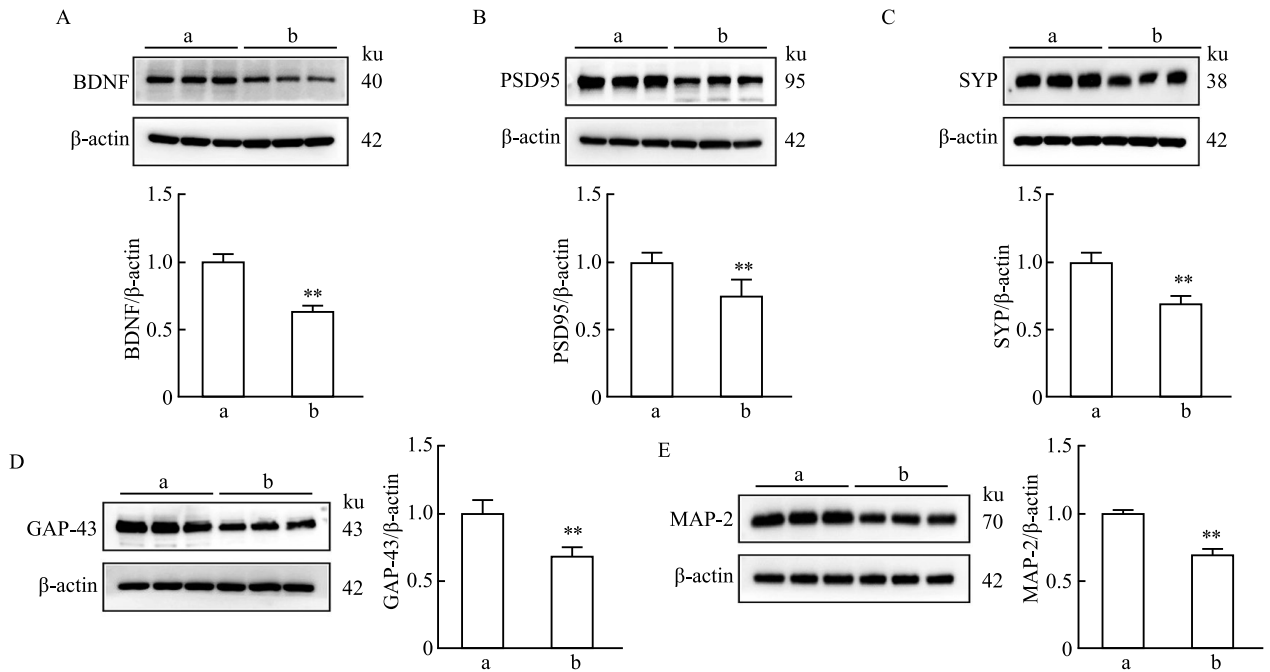 A
a b
ku
BDNF 40
β-actin 42
1.5
1.0
0.5
0
BDNF/β-actin
**
a b
B
a b
ku
PSD95 95
β-actin 42
1.5
1.0
0.5
0
PSD95/β-actin
**
a b
C
a b
ku
SYP 38
β-actin 42
1.5
1.0
0.5
0
SYP/β-actin
**
a b
D
a b
ku
GAP-43 43
β-actin 42
1.5
1.0
0.5
0
GAP-43/β-actin
**
a b
E
a b
ku
MAP-2 70
β-actin 42
1.5
1.0
0.5
0
MAP-2/β-actin
**
a b